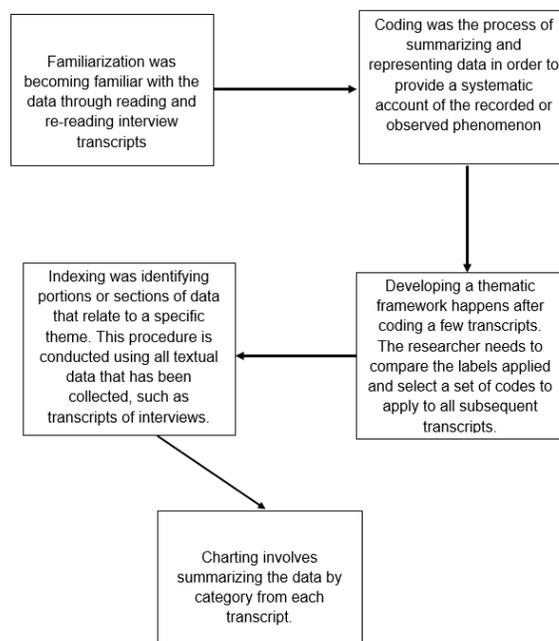 Familiarization was
becoming familiar with the
data through reading and
re-reading interview
transcripts
Coding was the process of
summarizing and
representing data in order to
provide a systematic
account of the recorded or
observed phenomenon
Developing a thematic
framework happens after
coding a few transcripts.
The researcher needs to
compare the labels applied
and select a set of codes to
apply to all subsequent
transcripts.
Indexing was identifying
portions or sections of data
that relate to a specific
theme. This procedure is
conducted using all textual
data that has been
collected, such as
transcripts of interviews.
Charting involves
summarizing the data by
category from each
transcript.